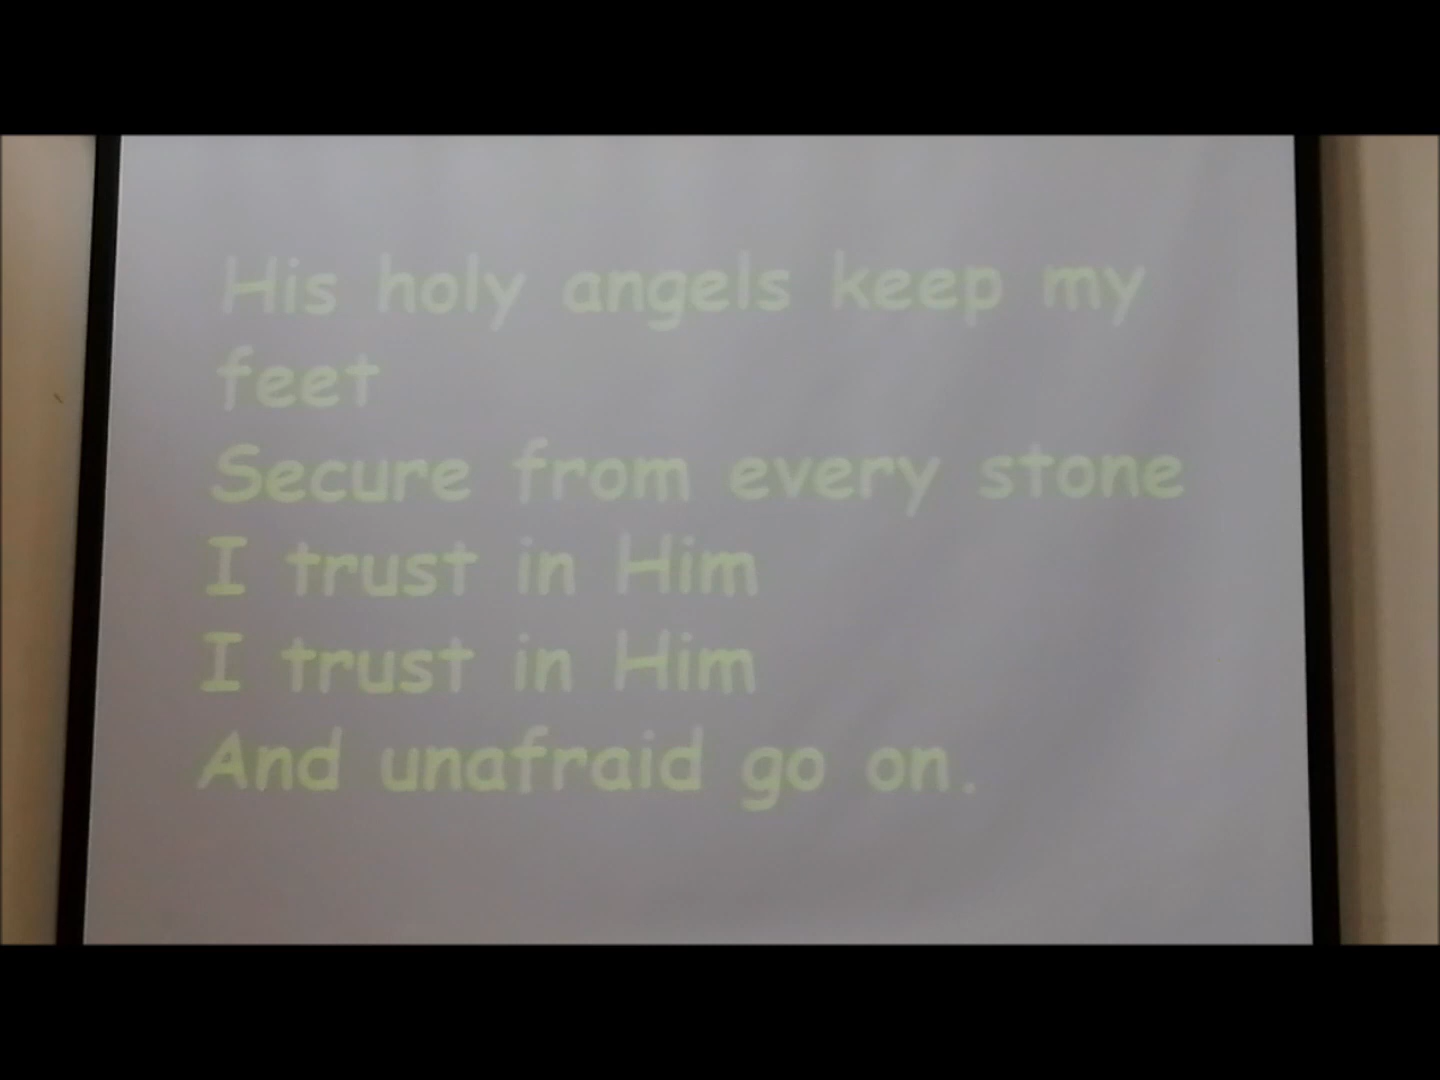 His holy angels keep my
feet
Secure from every stone
I trust in Him
I trust in Him
And unafraid go on.